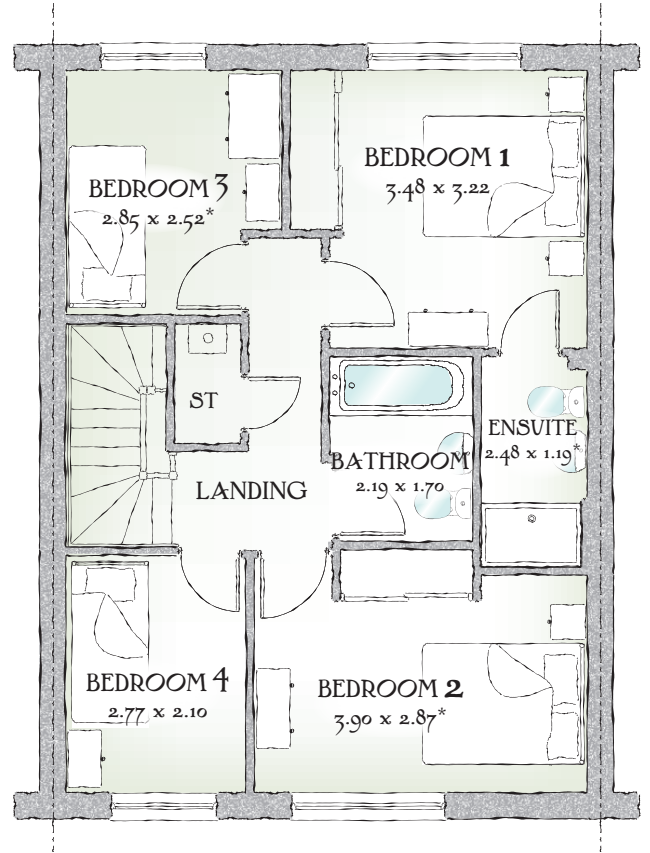 BEDROOM 1
3.48 x 3.22
BEDROOM 3
2.85 x 2.52*
ST
ENSUITE
2.48 x 1.19*
BATHROOM
2.19 x 1.70
LANDING
BEDROOM 4
2.77 x 2.10
BEDROOM 2
3.90 x 2.87*